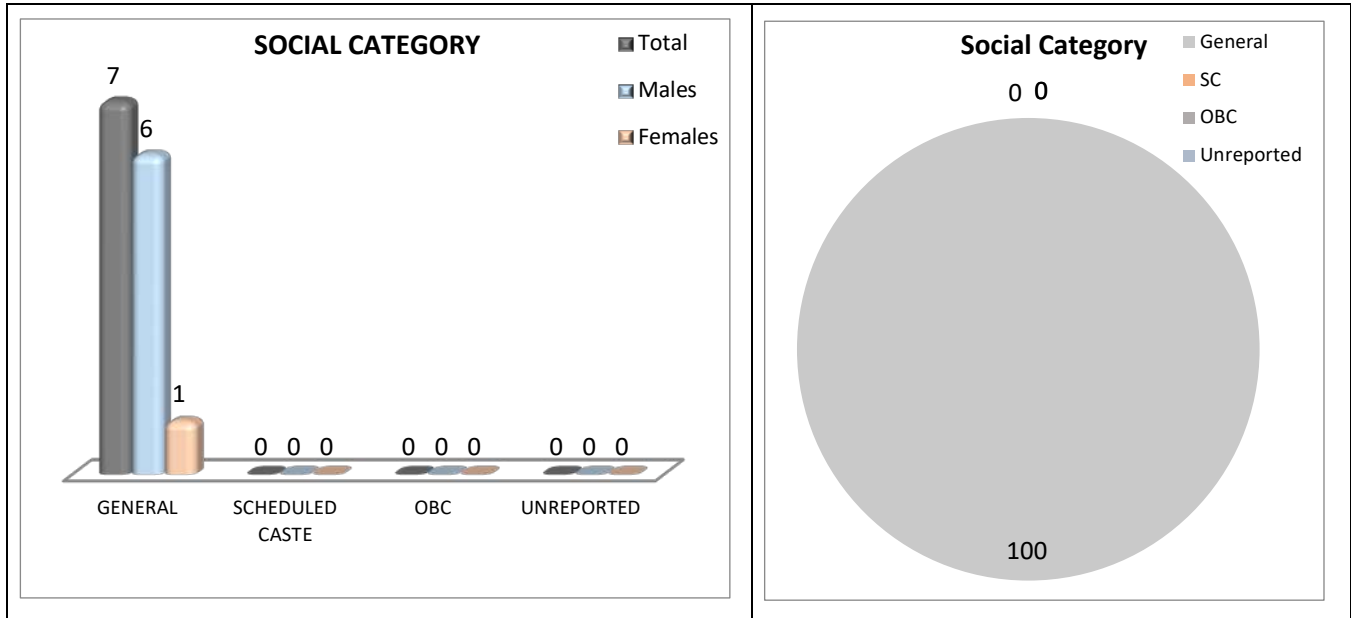 SOCIAL CATEGORY
Total
Males
Females
7
6
1
0 0 0
0 0 0
0 0 0
GENERAL
SCHEDULED
CASTE
OBC
UNREPORTED
Social Category
General
SC
OBC
Unreported
0 0
100